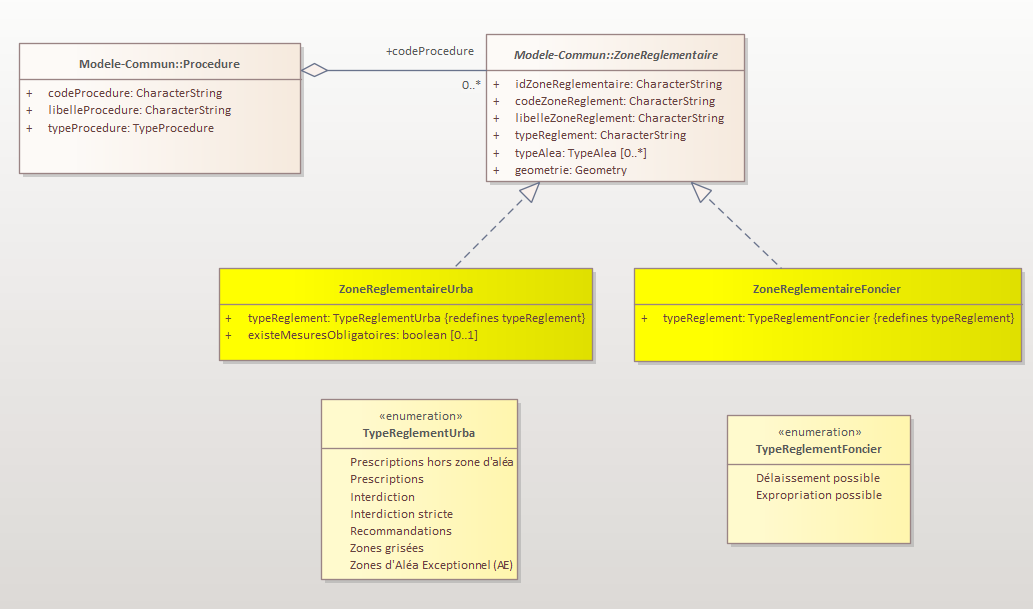 Modele-Commun::Procedure
+ codeProcedure: CharacterString
+ libelleProcedure: CharacterString
+ typeProcedure: TypeProcedure
+codeProcedure
0..*
Modele-Commun::ZoneReglementaire
+ idZoneReglementaire: CharacterString
+ codeZoneReglement: CharacterString
+ libelleZoneReglement: CharacterString
+ typeReglement: CharacterString
+ typeAlea: TypeAlea [0..*]
+ geometrie: Geometry
ZoneReglementaireUrba
+ typeReglement: TypeReglementUrba {redefines typeReglement}
+ existeMesuresObligatoires: boolean [0..1]
ZoneReglementaireFoncier
+ typeReglement: TypeReglementFoncier {redefines typeReglement}
«enumeration»
TypeReglementUrba
Prescriptions hors zone d'aléa
Prescriptions
Interdiction
Interdiction stricte
Recommandations
Zones grisées
Zones d'Aléa Exceptionnel (AE)
«enumeration»
TypeReglementFoncier
Délaissement possible
Expropriation possible